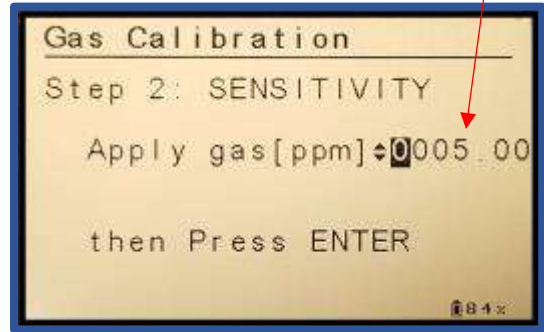 Gas Calibration
Step 2: SENSITIVITY
Apply gas[ppm]0005.00
then Press ENTER
84%